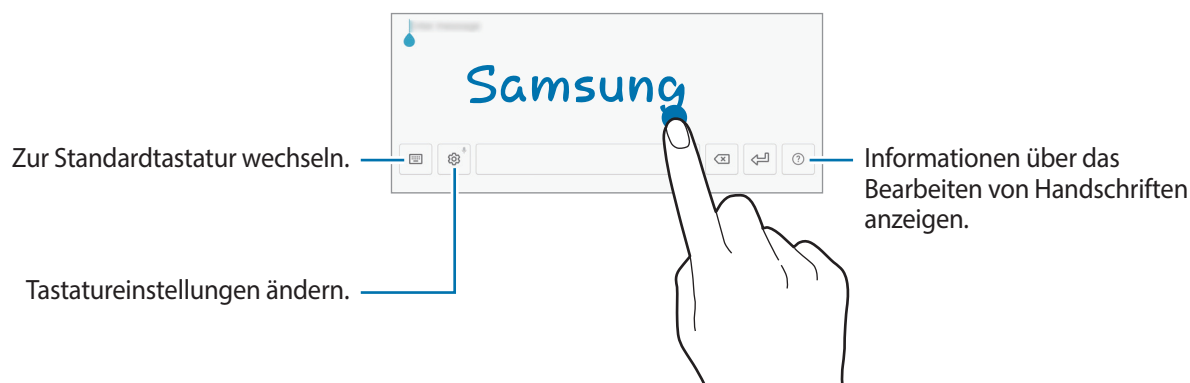 Samsung
Zur Standardtastatur wechseln.
Informationen über das
Bearbeiten von Handschriften
anzeigen.
Tastatureinstellungen ändern.